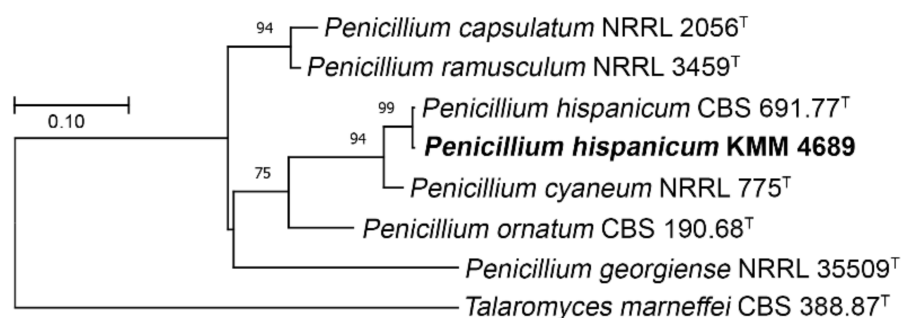 94
Penicillium capsulatum NRRL 2056ᵀ
Penicillium ramusculum NRRL 3459ᵀ
0.10
99
Penicillium hispanicum CBS 691.77ᵀ
94
Penicillium hispanicum KMM 4689
75
Penicillium cyaneum NRRL 775ᵀ
Penicillium ornatum CBS 190.68ᵀ
Penicillium georgiense NRRL 35509ᵀ
Talaromyces marneffei CBS 388.87ᵀ